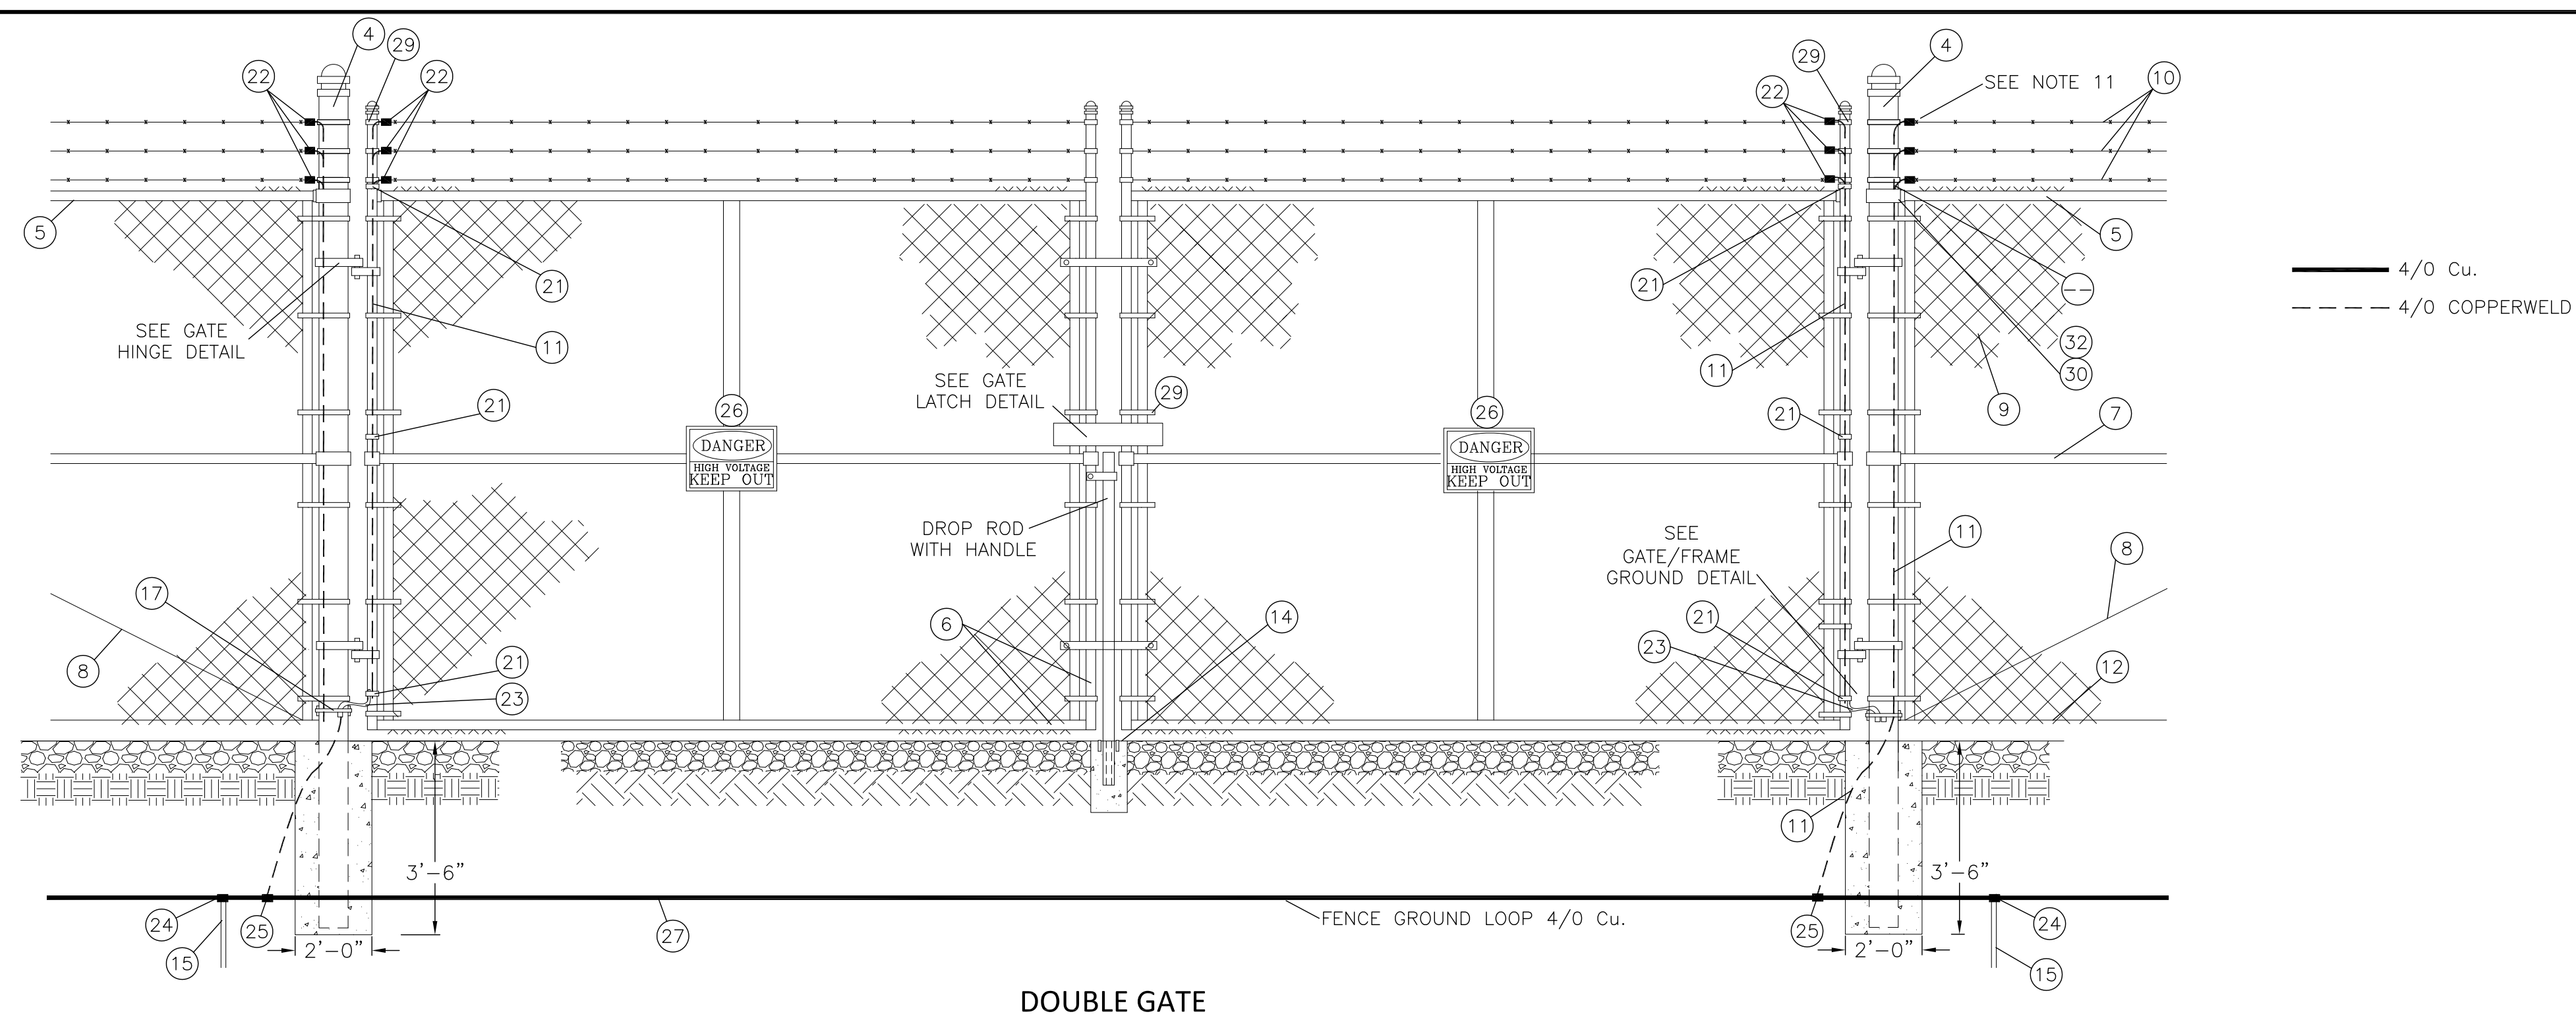 4
29
22
22
29
4
22
SEE NOTE 11
10
5
5
21
21
--
4/0 Cu.
4/0 COPPERWELD
SEE GATE
HINGE DETAIL
11
11
32
30
SEE GATE
LATCH DETAIL
29
21
26
DANGER
HIGH VOLTAGE
KEEP OUT
26
DANGER
HIGH VOLTAGE
KEEP OUT
21
9
7
DROP ROD
WITH HANDLE
SEE
GATE/FRAME
GROUND DETAIL
11
8
17
8
6
14
21
23
21
23
12
11
3'-6"
3'-6"
24
15
25
2'-0"
27
FENCE GROUND LOOP 4/0 Cu.
25
2'-0"
24
15
DOUBLE GATE